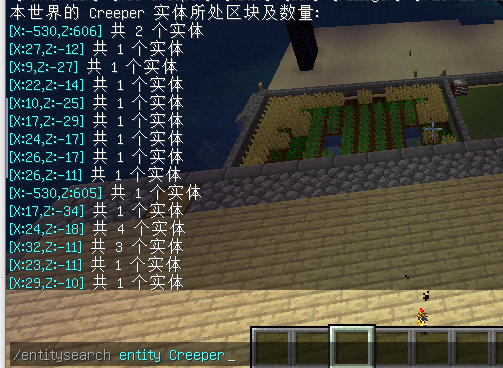 本世界的 Creeper 实体所处区块及数量:
[X:-530,Z:606] 共 2 个实体
[X:27,Z:-12] 共 1 个实体
[X:9,Z:-27] 共 1 个实体
[X:22,Z:-14] 共 1 个实体
[X:10,Z:-25] 共 1 个实体
[X:17,Z:-29] 共 1 个实体
[X:24,Z:-17] 共 1 个实体
[X:26,Z:-17] 共 1 个实体
[X:26,Z:-11] 共 1 个实体
[X:-530,Z:605] 共 1 个实体
[X:17,Z:-34] 共 1 个实体
[X:24,Z:-18] 共 4 个实体
[X:32,Z:-11] 共 3 个实体
[X:23,Z:-11] 共 1 个实体
[X:29,Z:-10] 共 1 个实体
/entitysearch entity Creeper_